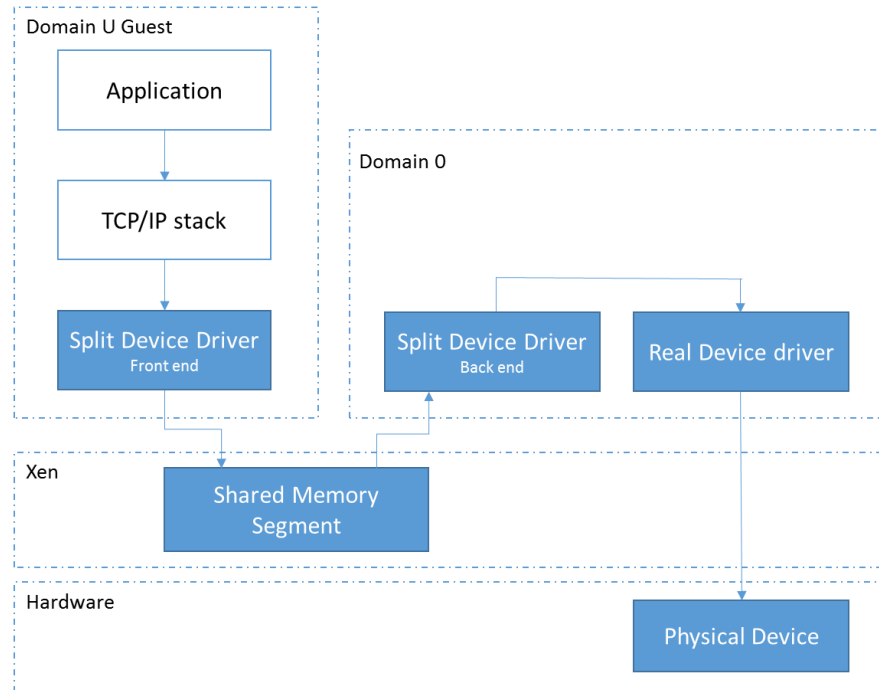 Domain U Guest
Application
TCP/IP stack
Split Device Driver
Front end
Domain 0
Split Device Driver
Back end
Real Device driver
Xen
Shared Memory
Segment
Hardware
Physical Device